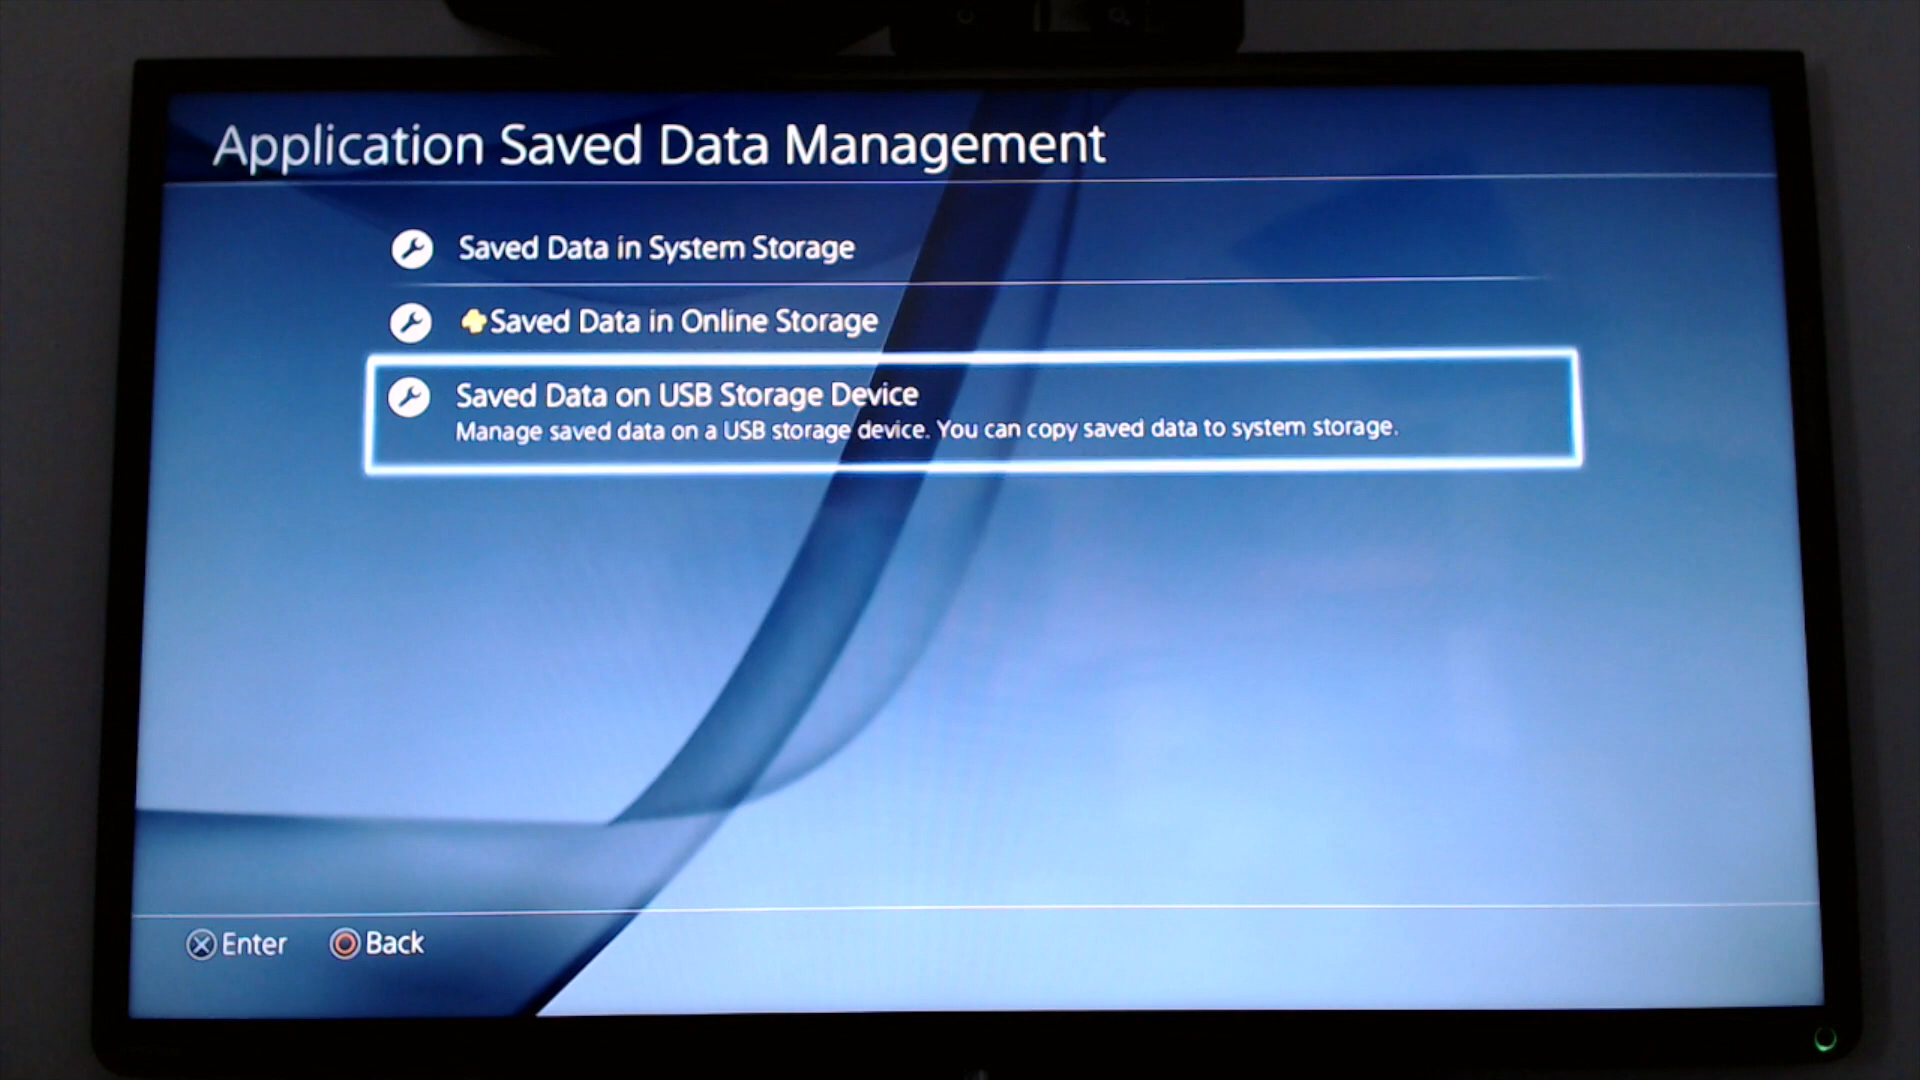 Application Saved Data Management
Saved Data in System Storage
Saved Data in Online Storage
Saved Data on USB Storage Device
Manage saved data on a USB storage device. You can copy saved data to system storage.
Enter Back